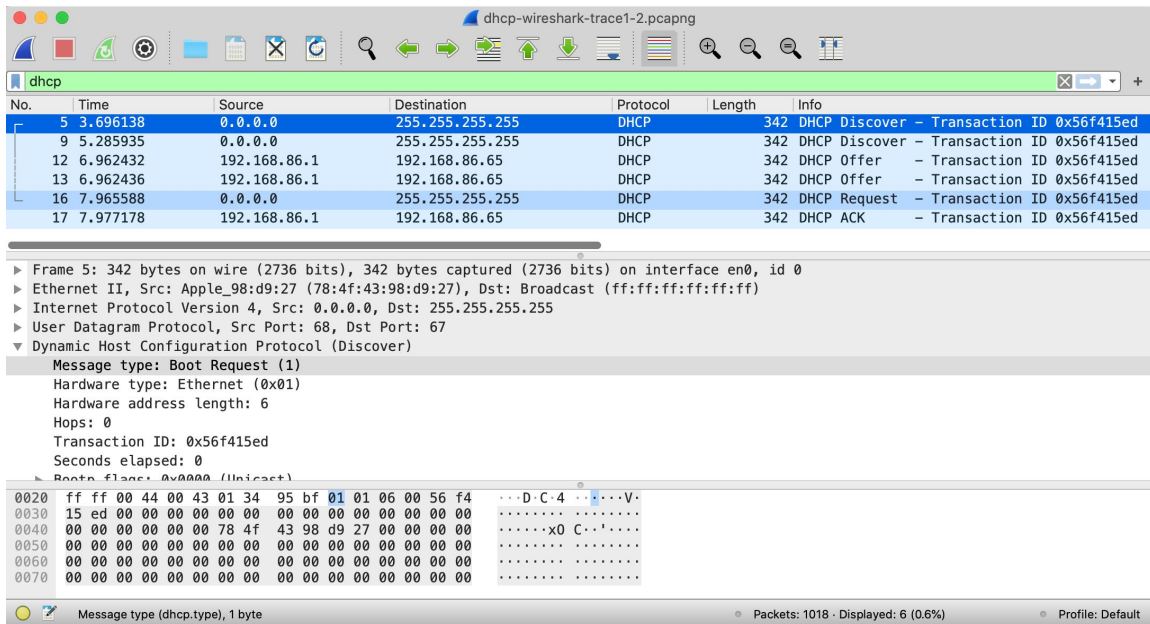 dhcp-wireshark-trace1-2.pcapng
dhcp
No. Time Source Destination Protocol Length Info
5 3.696138 0.0.0.0 255.255.255.255 DHCP 342 DHCP Discover – Transaction ID 0x56f415ed
9 5.285935 0.0.0.0 255.255.255.255 DHCP 342 DHCP Discover – Transaction ID 0x56f415ed
12 6.962432 192.168.86.1 192.168.86.65 DHCP 342 DHCP Offer – Transaction ID 0x56f415ed
13 6.962436 192.168.86.1 192.168.86.65 DHCP 342 DHCP Offer – Transaction ID 0x56f415ed
16 7.965588 0.0.0.0 255.255.255.255 DHCP 342 DHCP Request – Transaction ID 0x56f415ed
17 7.977178 192.168.86.1 192.168.86.65 DHCP 342 DHCP ACK – Transaction ID 0x56f415ed
Frame 5: 342 bytes on wire (2736 bits), 342 bytes captured (2736 bits) on interface en0, id 0
Ethernet II, Src: Apple_98:d9:27 (78:4f:43:98:d9:27), Dst: Broadcast (ff:ff:ff:ff:ff:ff)
Internet Protocol Version 4, Src: 0.0.0.0, Dst: 255.255.255.255
User Datagram Protocol, Src Port: 68, Dst Port: 67
Dynamic Host Configuration Protocol (Discover)
Message type: Boot Request (1)
Hardware type: Ethernet (0x01)
Hardware address length: 6
Hops: 0
Transaction ID: 0x56f415ed
Seconds elapsed: 0
Bootp flags: 0x0000 (Unicast)
0020 ff ff 00 44 00 43 01 34 95 bf 01 01 06 00 56 f4 ···D·C·4 ······V·
0030 15 ed 00 00 00 00 00 00 00 00 00 00 00 00 00 00 ········ ········
0040 00 00 00 00 00 00 78 4f 43 98 d9 27 00 00 00 00 ······xO C··'····
0050 00 00 00 00 00 00 00 00 00 00 00 00 00 00 00 00 ········ ········
0060 00 00 00 00 00 00 00 00 00 00 00 00 00 00 00 00 ········ ········
0070 00 00 00 00 00 00 00 00 00 00 00 00 00 00 00 00 ········ ········
Message type (dhcp.type), 1 byte Packets: 1018 · Displayed: 6 (0.6%) Profile: Default